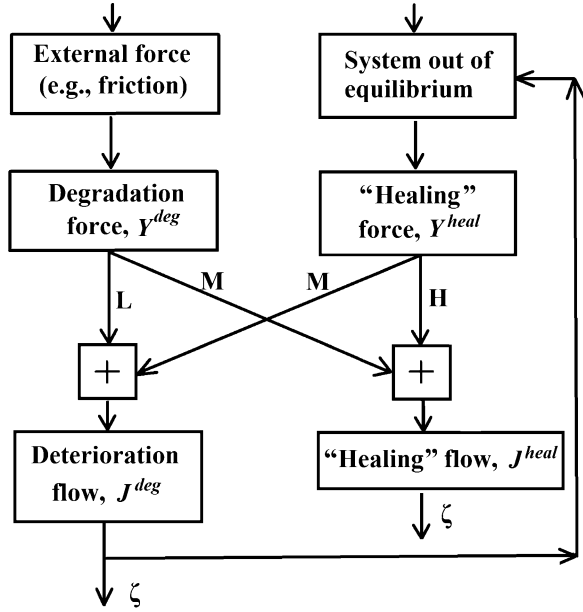 External force
(e.g., friction)
System out of
equilibrium
Degradation
force, Y^deg
“Healing”
force, Y^heal
L
M
M
H
+
+
Deterioration
flow, J^deg
“Healing” flow, J^heal
ζ
ζ